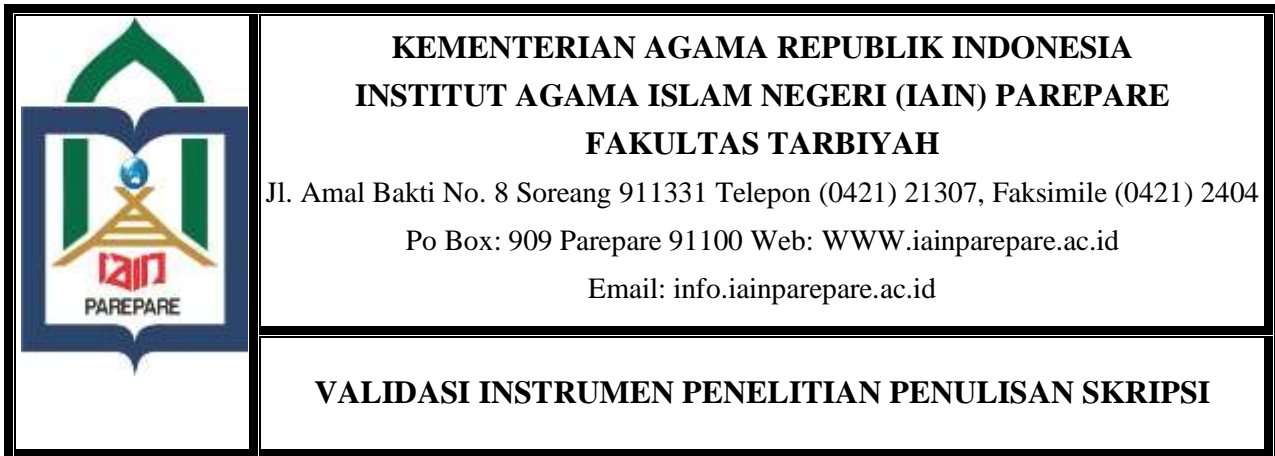 IAIN
PAREPARE
KEMENTERIAN AGAMA REPUBLIK INDONESIA
INSTITUT AGAMA ISLAM NEGERI (IAIN) PAREPARE
FAKULTAS TARBIYAH
Jl. Amal Bakti No. 8 Soreang 911331 Telepon (0421) 21307, Faksimile (0421) 2404
Po Box: 909 Parepare 91100 Web: WWW.iainparepare.ac.id
Email: info.iainparepare.ac.id
VALIDASI INSTRUMEN PENELITIAN PENULISAN SKRIPSI